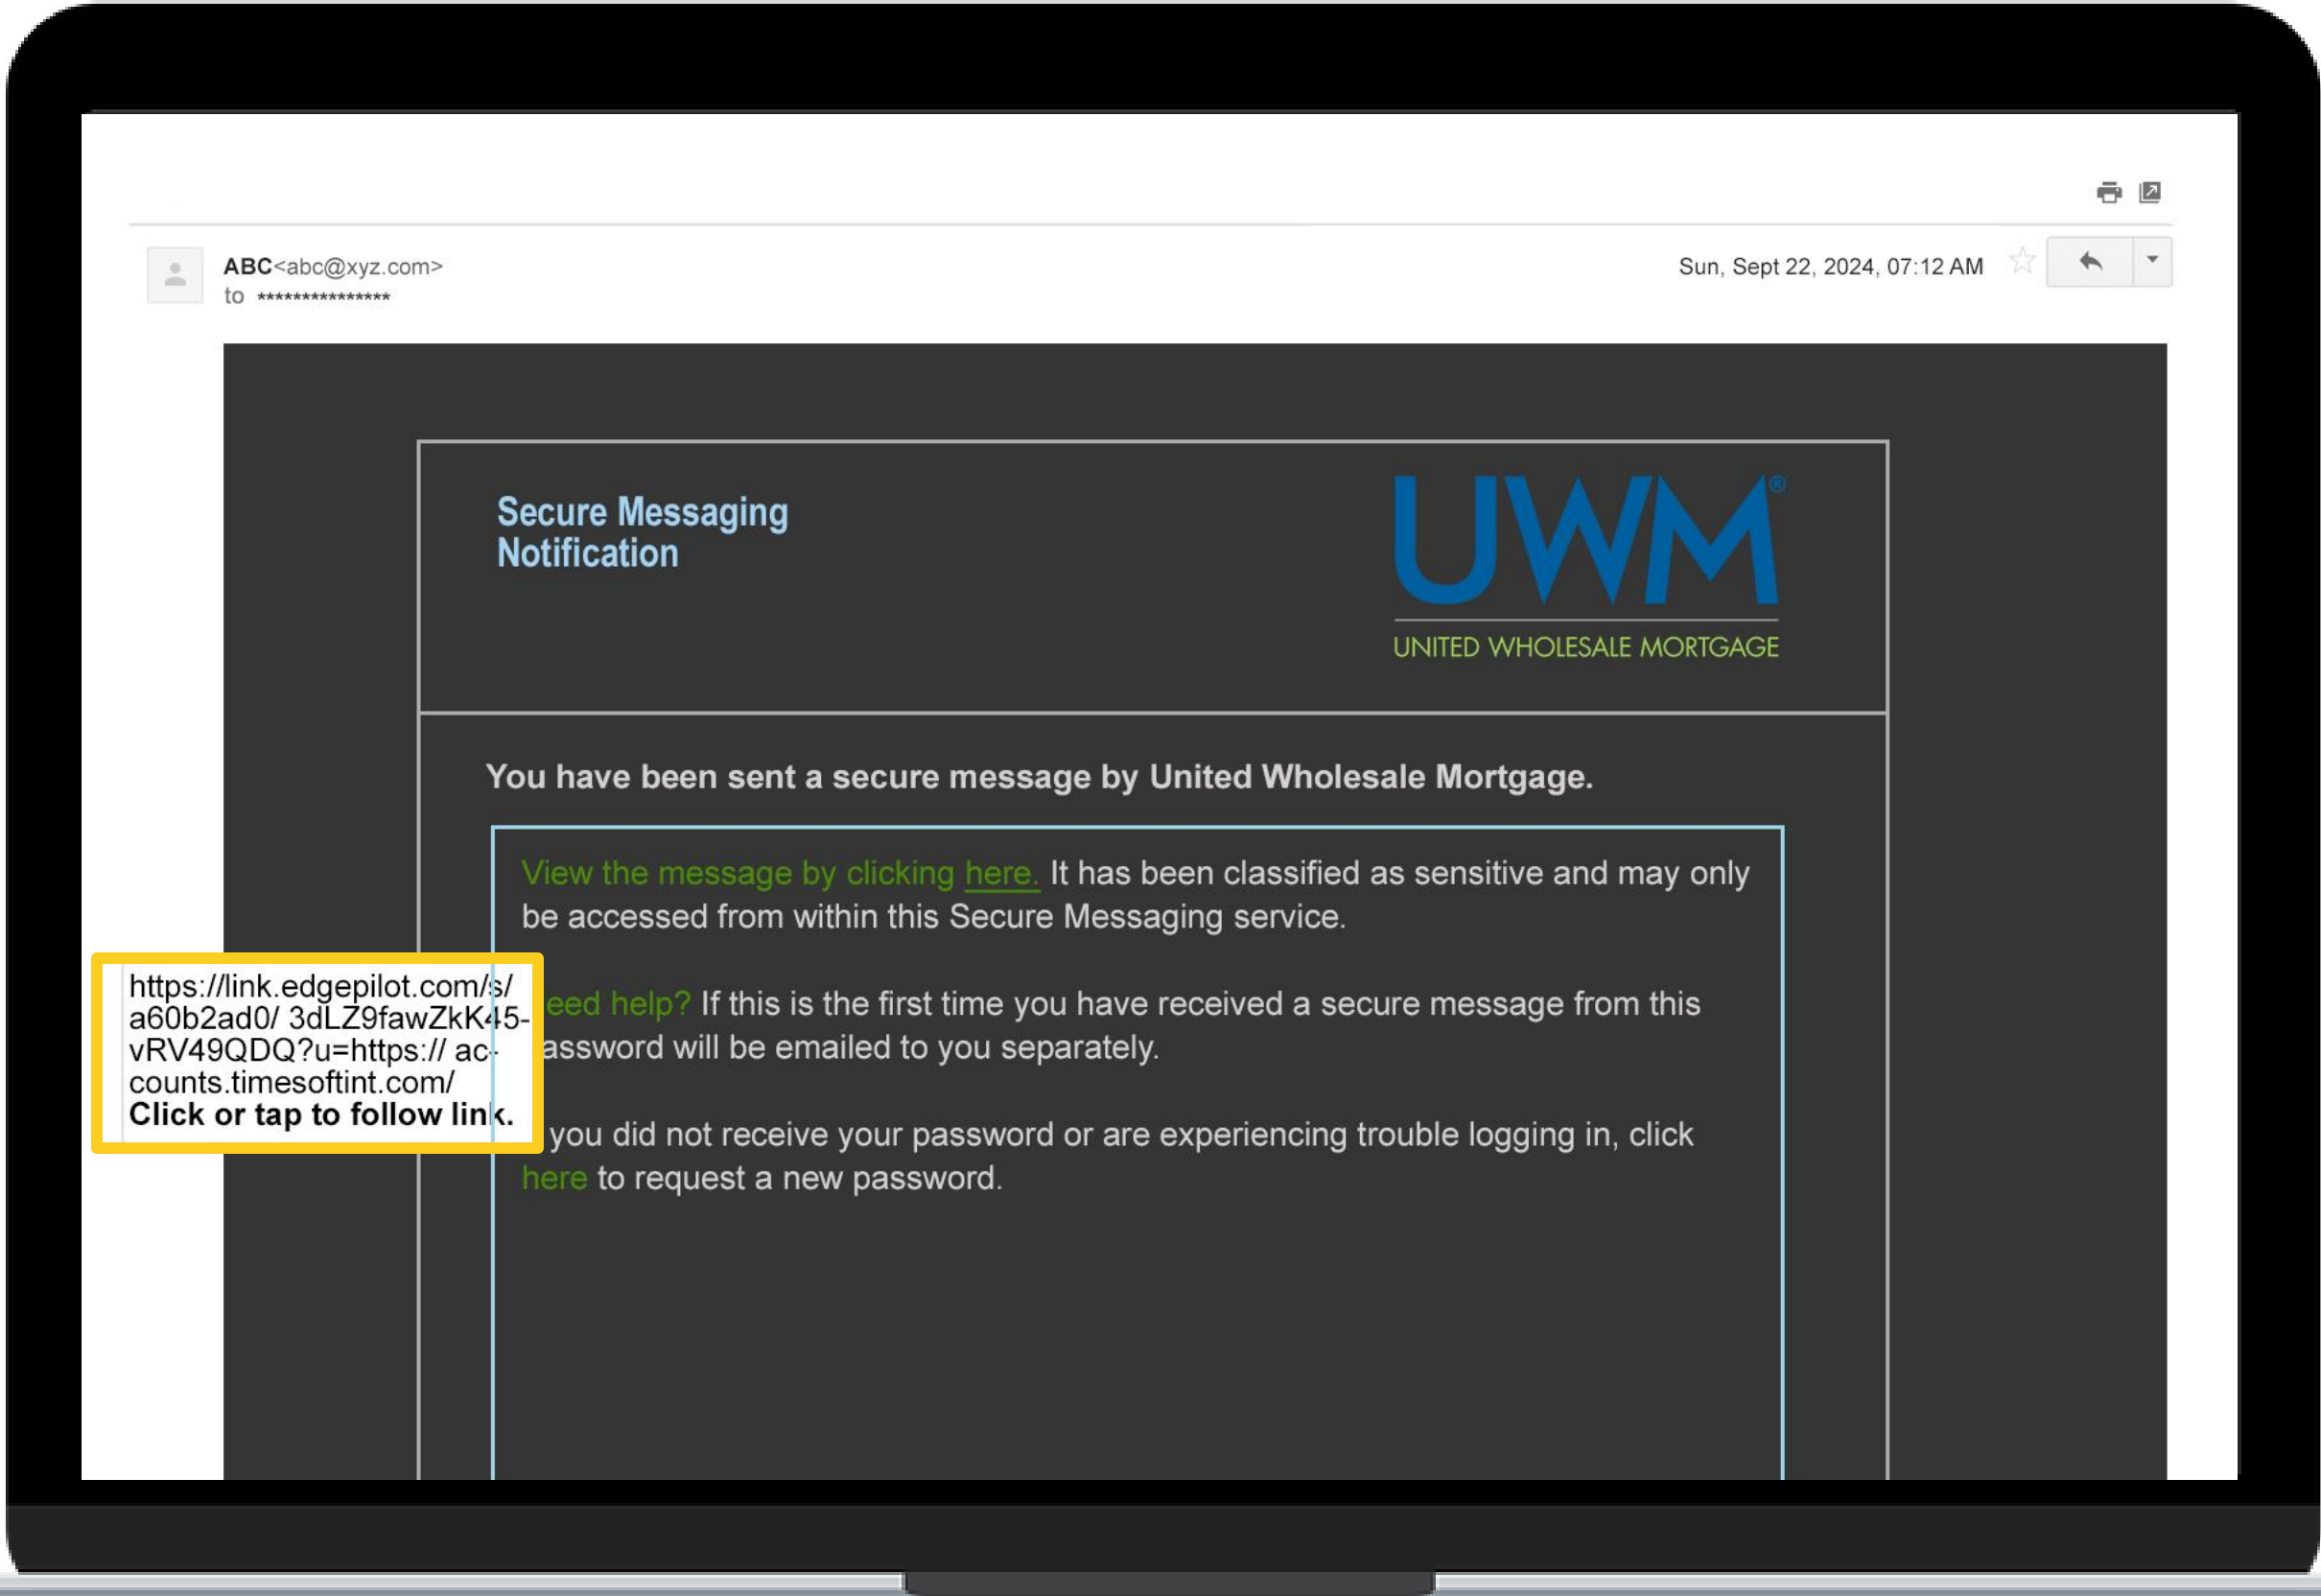 ABC<abc@xyz.com>
to ***************
Sun, Sept 22, 2024, 07:12 AM
Secure Messaging
Notification
UWM®
UNITED WHOLESALE MORTGAGE
You have been sent a secure message by United Wholesale Mortgage.
View the message by clicking here. It has been classified as sensitive and may only
be accessed from within this Secure Messaging service.
https://link.edgepilot.com/s/
a60b2ad0/ 3dLZ9fawZkK45-
vRV49QDQ?u=https:// ac-
counts.timesoftint.com/
Click or tap to follow link.
eed help? If this is the first time you have received a secure message from this
assword will be emailed to you separately.
you did not receive your password or are experiencing trouble logging in, click
here to request a new password.